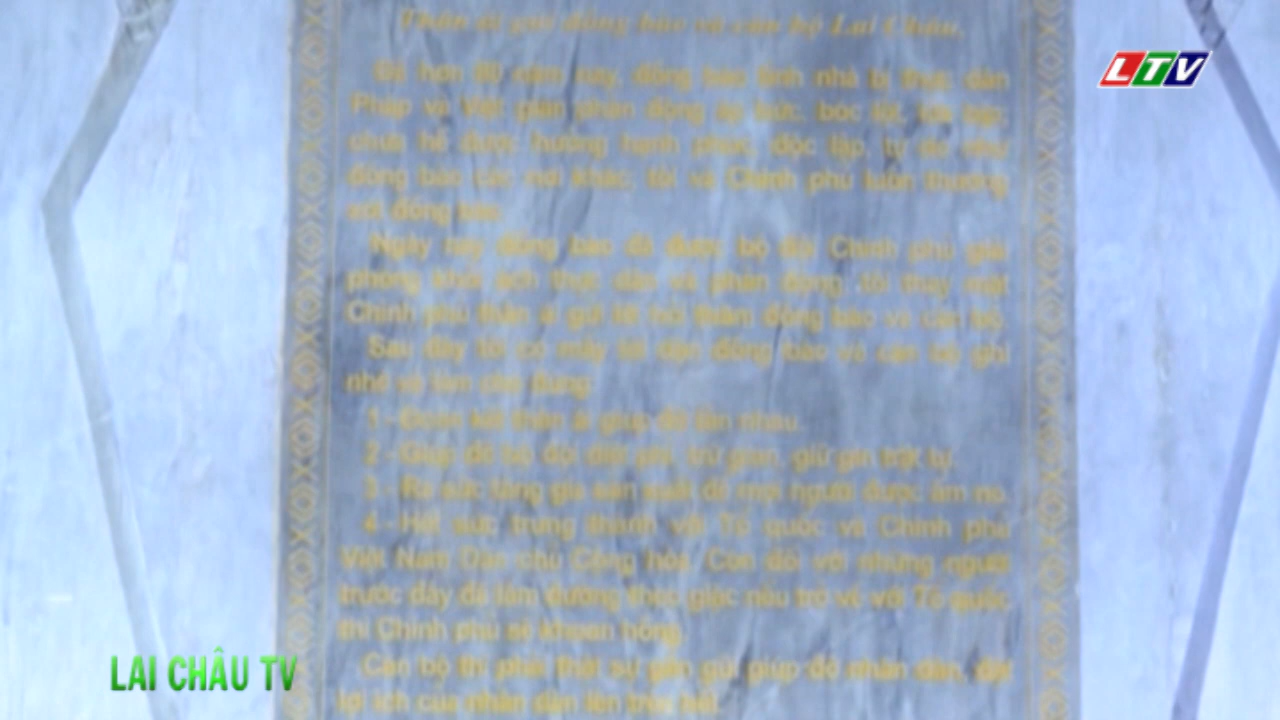 Thân ái gửi đồng bào và cán bộ Lai Châu,
LTV
Đã hơn 80 năm nay, đồng bào tỉnh nhà bị thực dân
Pháp và Việt gian phản động áp bức, bóc lột,
chưa hề được hưởng hạnh phúc, độc lập, tự do như
đồng bào các nơi khác, tôi và Chính phủ luôn thương
xót đồng bào.
Ngày nay đồng bào đã được bộ đội Chính phủ giải
phóng khỏi ách thực dân và phản động, tôi thay mặt
Chính phủ thân ái gửi lời hỏi thăm đồng bào và cán bộ.
Sau đây tôi có mấy lời dặn đồng bào và cán bộ ghi
nhớ và làm cho đúng:
1 - Đoàn kết thân ái giúp đỡ lẫn nhau.
2 - Giúp đỡ bộ đội diệt phỉ, trừ gian, giữ gìn trật tự.
3 - Ra sức tăng gia sản xuất để mọi người được ấm no.
4 - Hết sức trung thành với Tổ quốc và Chính phủ
Việt Nam Dân chủ Cộng hòa. Còn đối với những người
trước đây đã lầm đường theo giặc nếu trở về với Tổ quốc
thì Chính phủ sẽ khoan hồng.
Cán bộ thì phải thật sự gần gũi giúp đỡ nhân dân, đặt
lợi ích của nhân dân lên trên hết.
LAI CHÂU TV